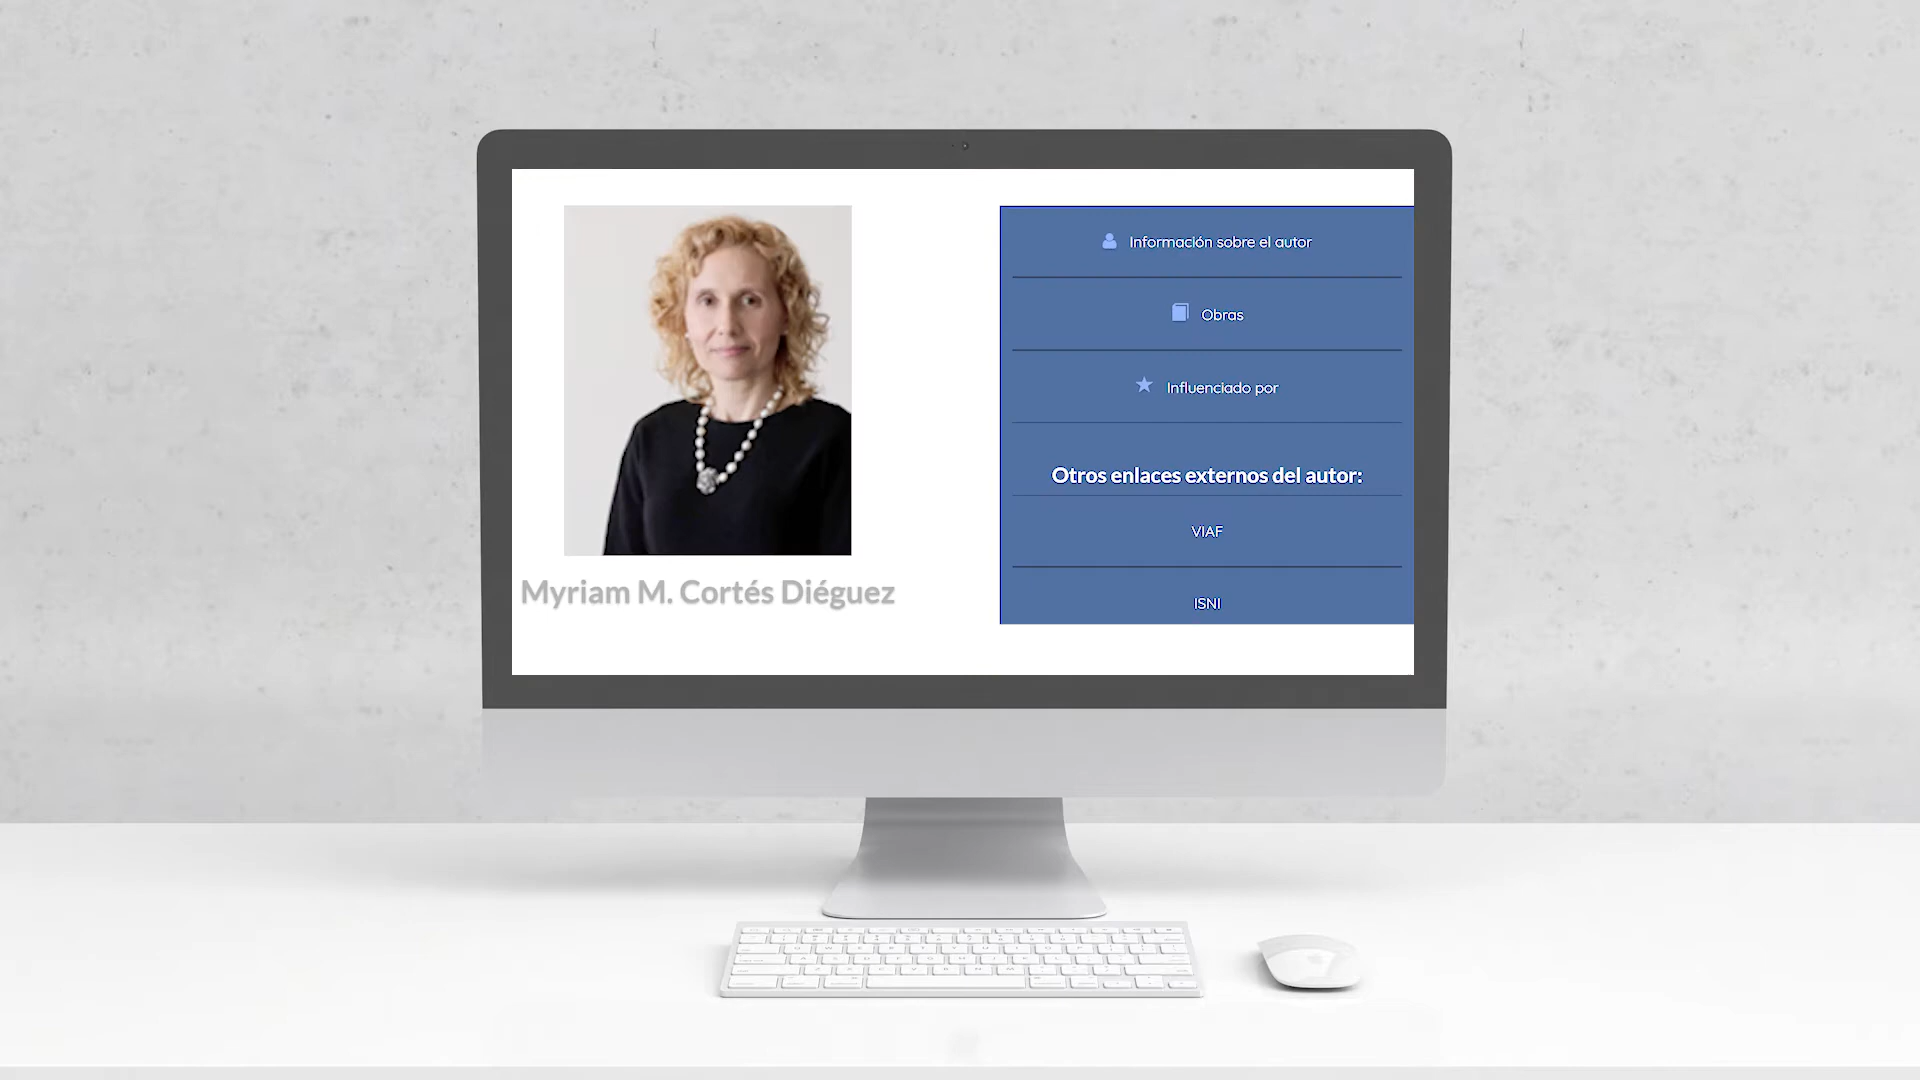 Información sobre el autor
Obras
Influenciado por
Otros enlaces externos del autor:
VIAF
ISNI
Myriam M. Cortés Diéguez